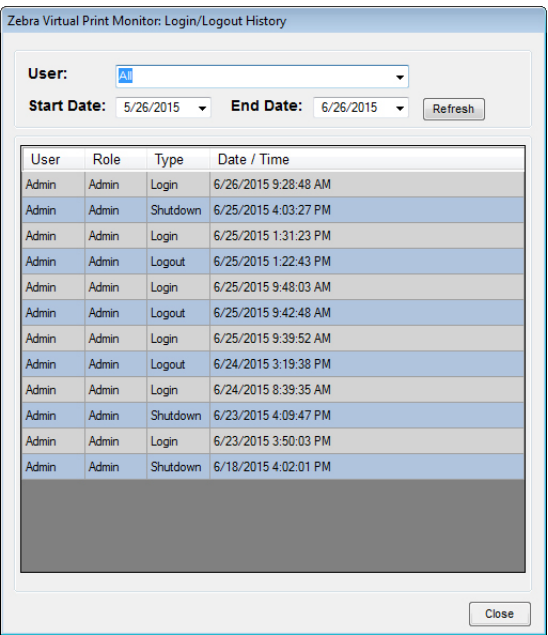 Zebra Virtual Print Monitor: Login/Logout History
User: All
Start Date: 5/26/2015 End Date: 6/26/2015 Refresh
User Role Type Date / Time
Admin Admin Login 6/26/2015 9:28:48 AM
Admin Admin Shutdown 6/25/2015 4:03:27 PM
Admin Admin Login 6/25/2015 1:31:23 PM
Admin Admin Logout 6/25/2015 1:22:43 PM
Admin Admin Login 6/25/2015 9:48:03 AM
Admin Admin Logout 6/25/2015 9:42:48 AM
Admin Admin Login 6/25/2015 9:39:52 AM
Admin Admin Logout 6/24/2015 3:19:38 PM
Admin Admin Login 6/24/2015 8:39:35 AM
Admin Admin Shutdown 6/23/2015 4:09:47 PM
Admin Admin Login 6/23/2015 3:50:03 PM
Admin Admin Shutdown 6/18/2015 4:02:01 PM
Close